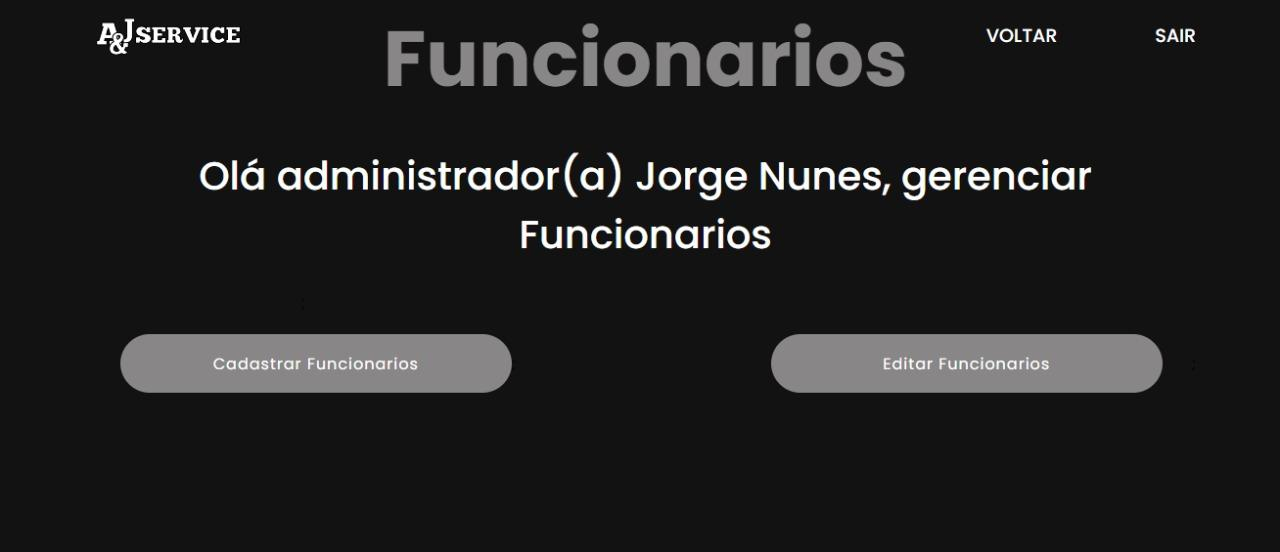 A&J SERVICE
Funcionarios
VOLTAR
SAIR
Olá administrador(a) Jorge Nunes, gerenciar
Funcionarios
;
Cadastrar Funcionarios
Editar Funcionarios
;